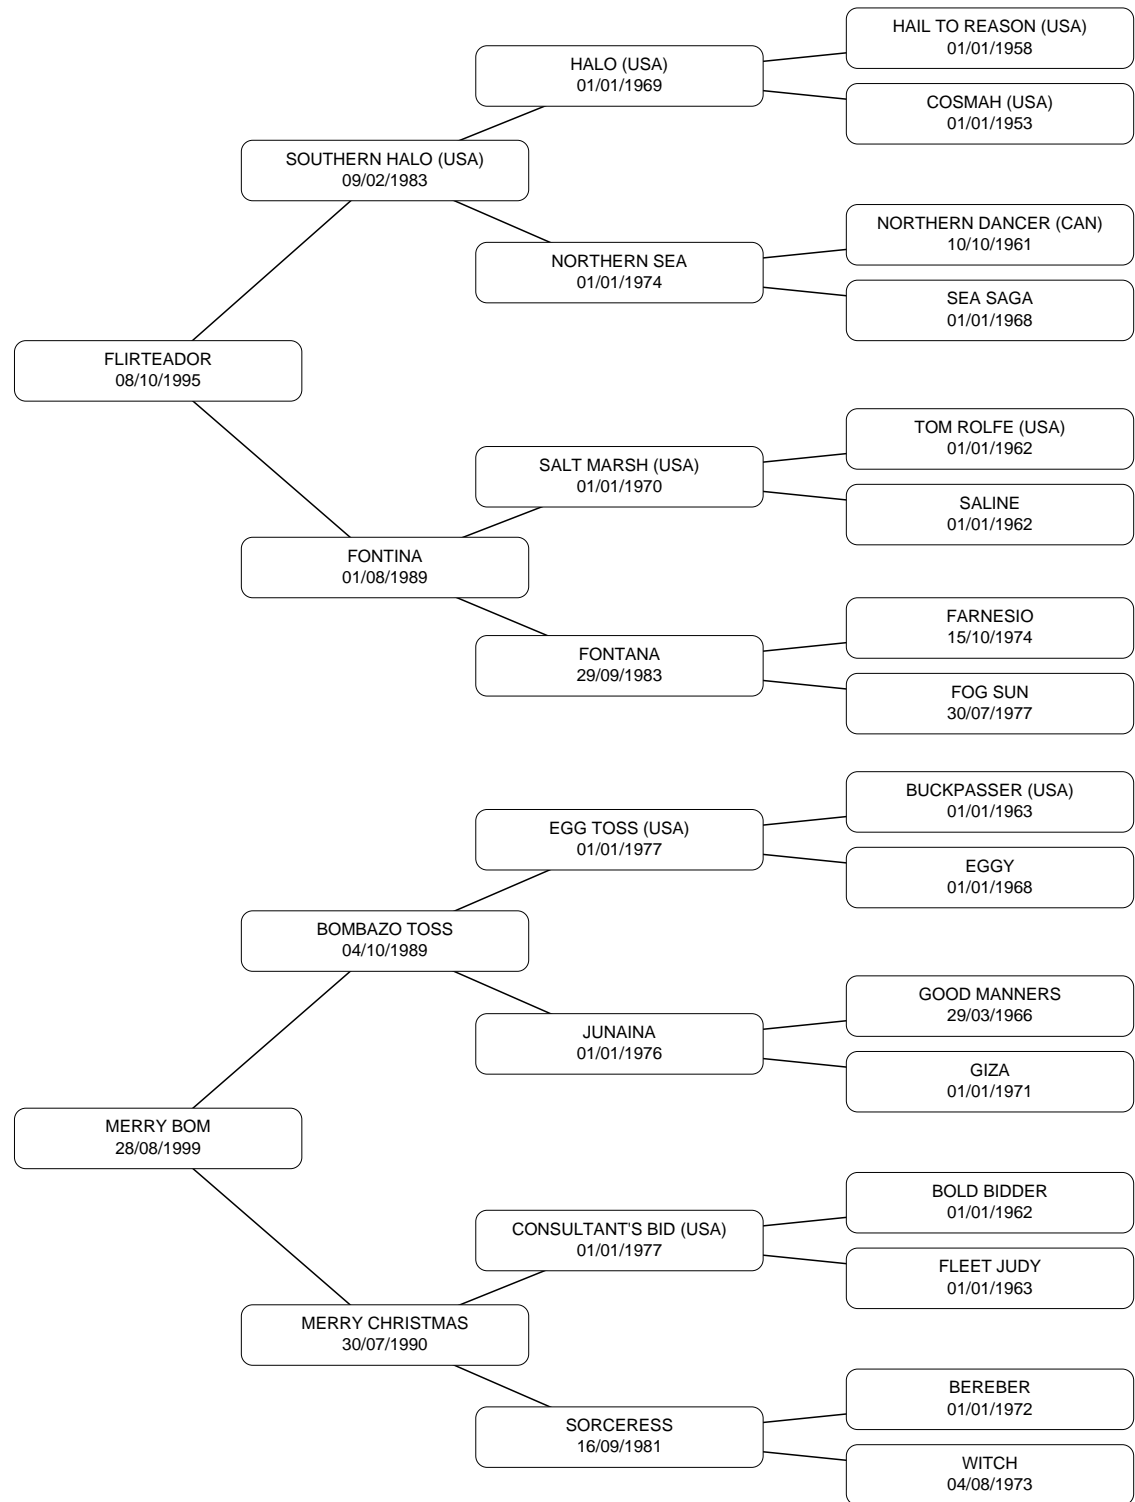 HAIL TO REASON (USA)
01/01/1958
HALO (USA)
01/01/1969
COSMAH (USA)
01/01/1953
SOUTHERN HALO (USA)
09/02/1983
NORTHERN DANCER (CAN)
10/10/1961
NORTHERN SEA
01/01/1974
SEA SAGA
01/01/1968
FLIRTEADOR
08/10/1995
TOM ROLFE (USA)
01/01/1962
SALT MARSH (USA)
01/01/1970
SALINE
01/01/1962
FONTINA
01/08/1989
FARNESIO
15/10/1974
FONTANA
29/09/1983
FOG SUN
30/07/1977
BUCKPASSER (USA)
01/01/1963
EGG TOSS (USA)
01/01/1977
EGGY
01/01/1968
BOMBAZO TOSS
04/10/1989
GOOD MANNERS
29/03/1966
JUNAINA
01/01/1976
GIZA
01/01/1971
MERRY BOM
28/08/1999
BOLD BIDDER
01/01/1962
CONSULTANT'S BID (USA)
01/01/1977
FLEET JUDY
01/01/1963
MERRY CHRISTMAS
30/07/1990
BEREBER
01/01/1972
SORCERESS
16/09/1981
WITCH
04/08/1973